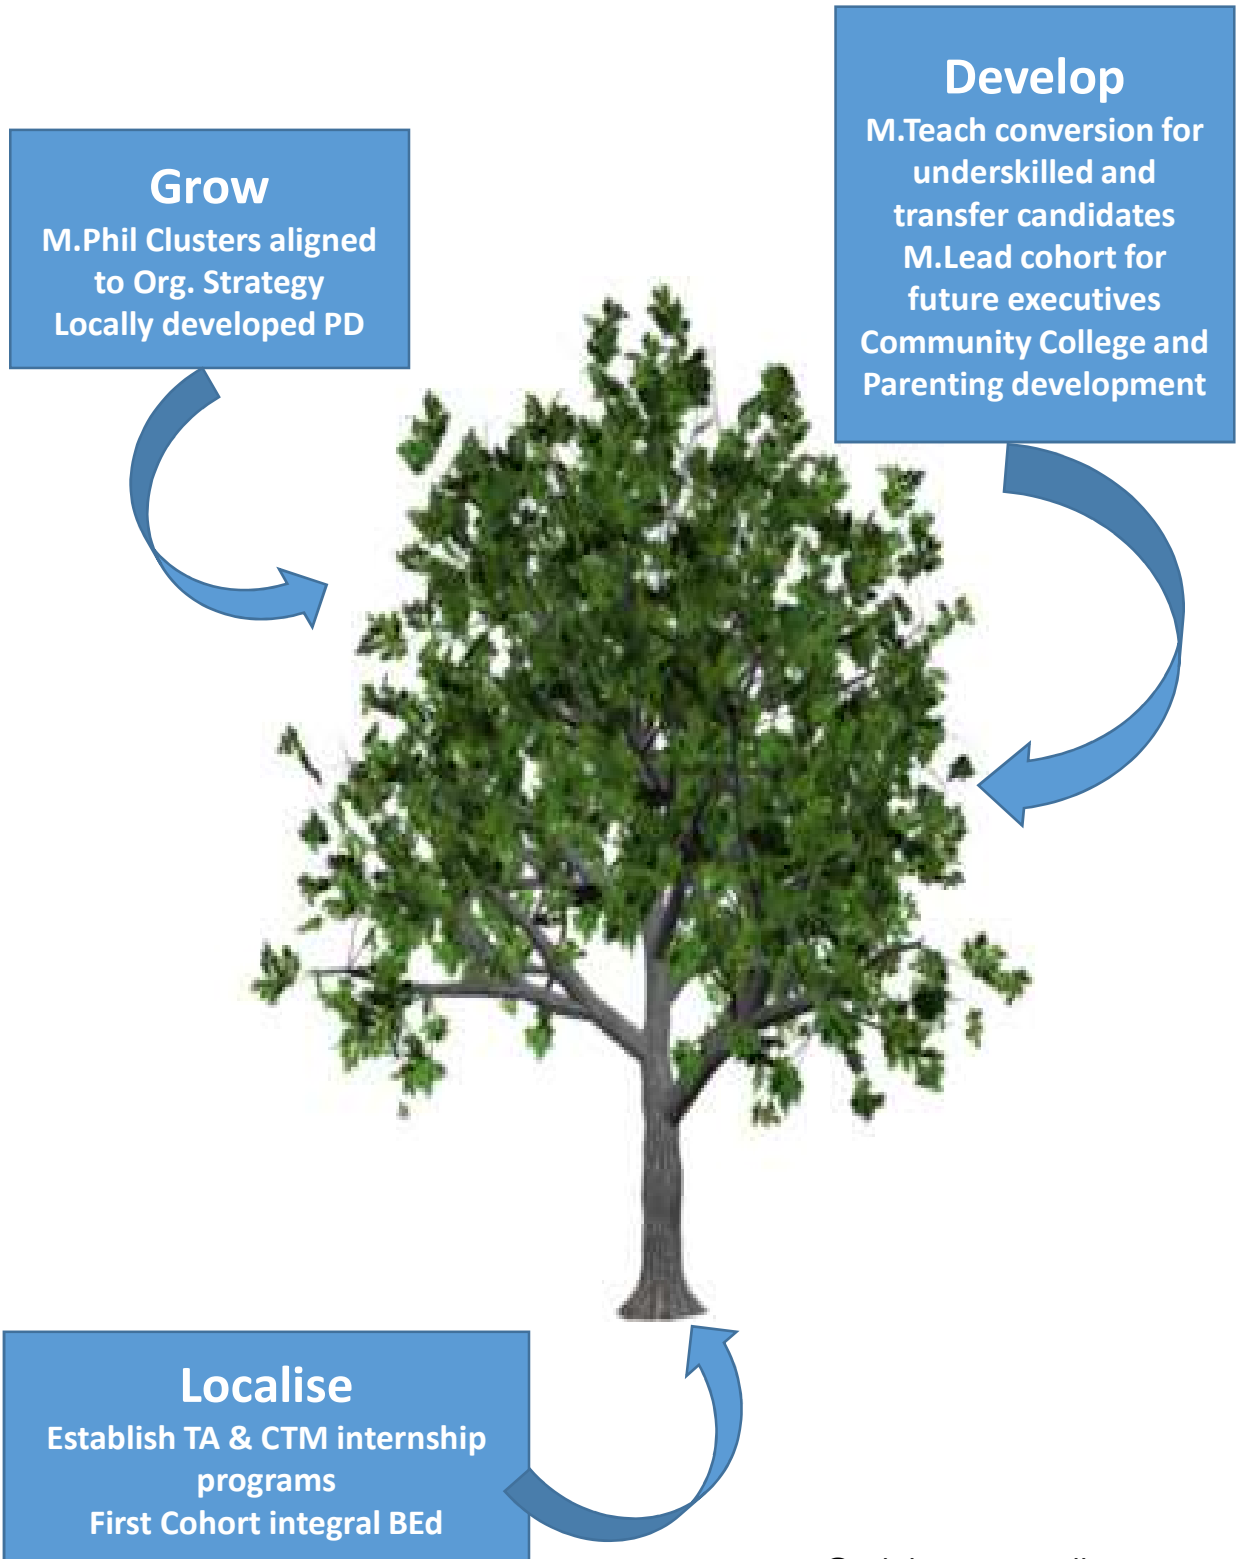 Develop
M.Teach conversion for
underskilled and
transfer candidates
M.Lead cohort for
future executives
Community College and
Parenting development
Grow
M.Phil Clusters aligned
to Org. Strategy
Locally developed PD
Localise
Establish TA & CTM internship
programs
First Cohort integral BEd